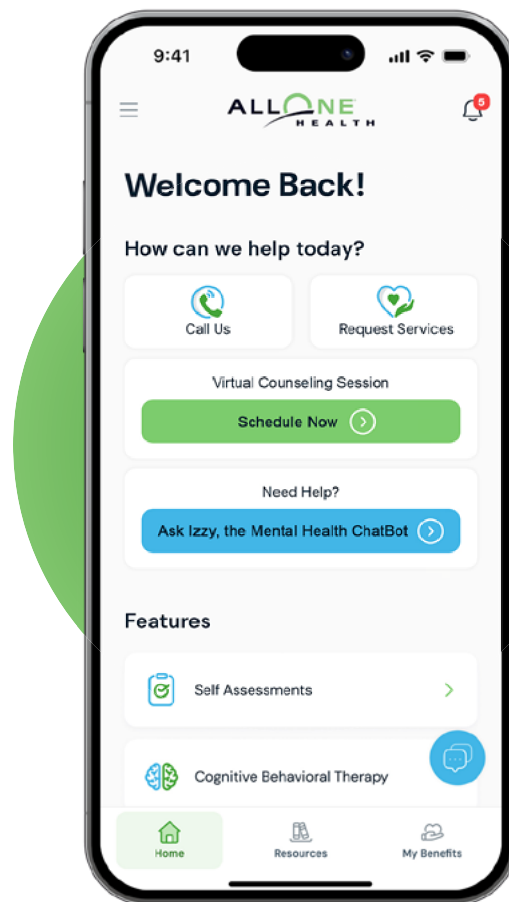 9:41
ALLONE
HEALTH
5
Welcome Back!
How can we help today?
Call Us
Request Services
Virtual Counseling Session
Schedule Now
Need Help?
Ask Izzy, the Mental Health ChatBot
Features
Self Assessments
Cognitive Behavioral Therapy
Home
Resources
My Benefits